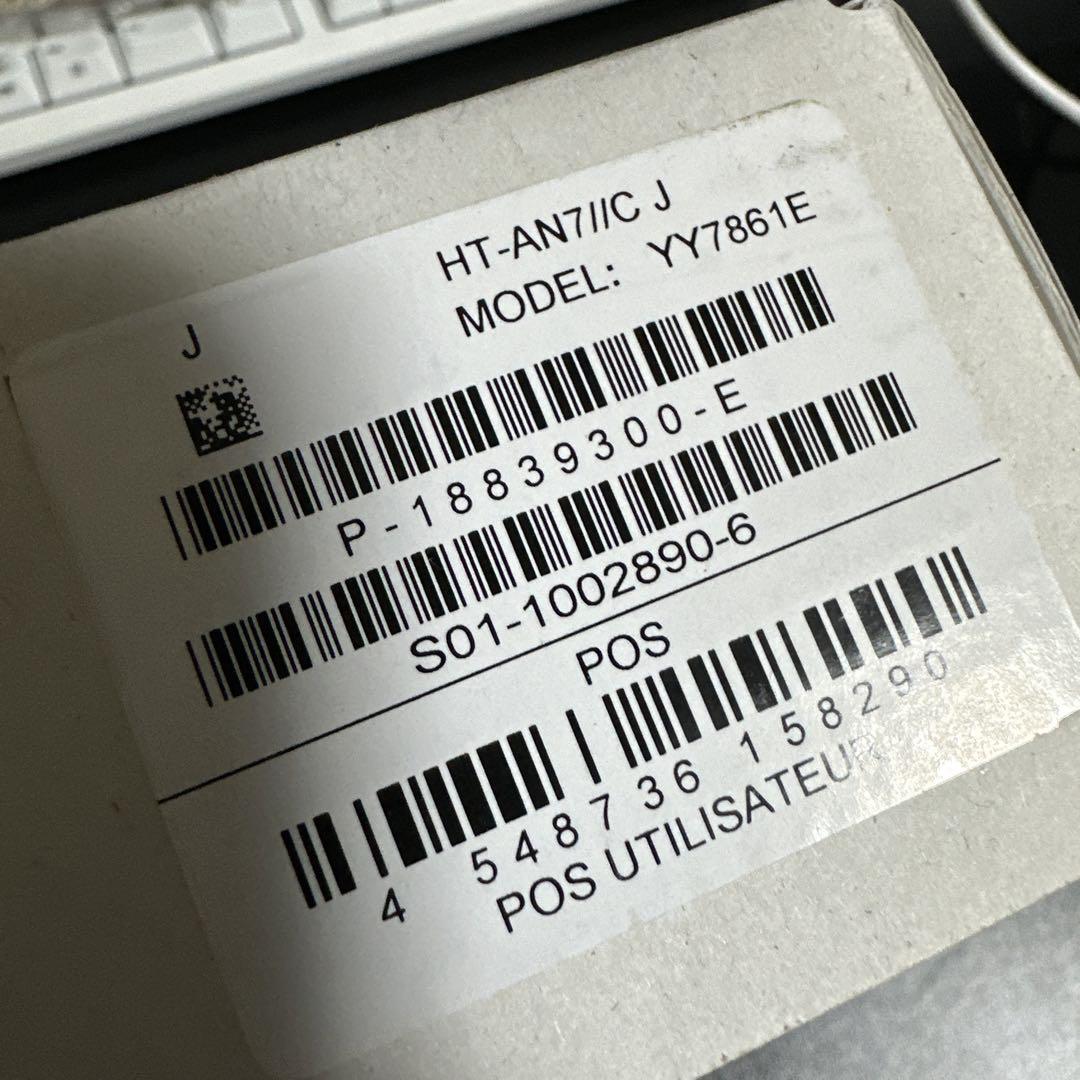 HT-AN7//C J
MODEL: YY7861E
J
P-18839300-E
S01-1002890-6
POS
4 548736 158290
POS UTILISATEUR